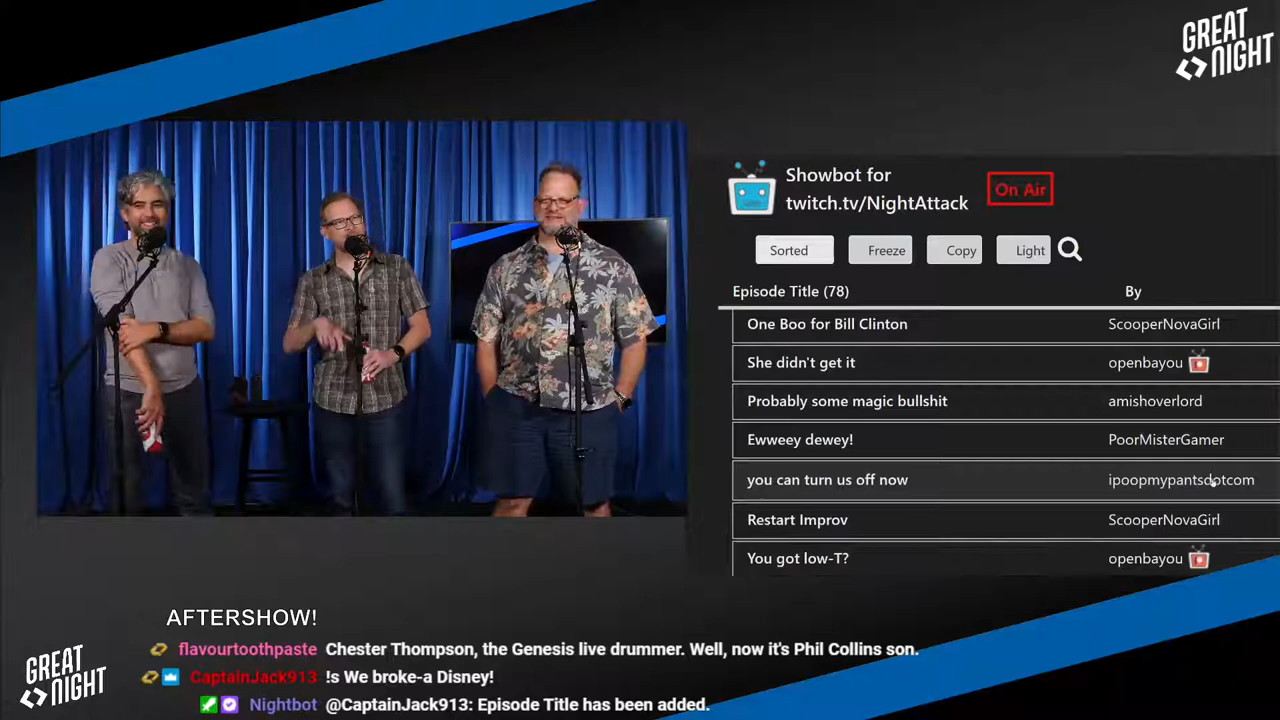 GREAT
NIGHT
Showbot for
twitch.tv/NightAttack
On Air
Sorted
Freeze
Copy
Light
Episode Title (78)
By
One Boo for Bill Clinton
ScooperNovaGirl
She didn't get it
openbayou
Probably some magic bullshit
amishoverlord
Ewweey dewey!
PoorMisterGamer
you can turn us off now
ipoopmypantsdotcom
Restart Improv
ScooperNovaGirl
You got low-T?
openbayou
AFTERSHOW!
flavourtoothpaste Chester Thompson, the Genesis live drummer. Well, now it's Phil Collins son.
CaptainJack913 !s We broke-a Disney!
Nightbot @CaptainJack913: Episode Title has been added.
GREAT
NIGHT